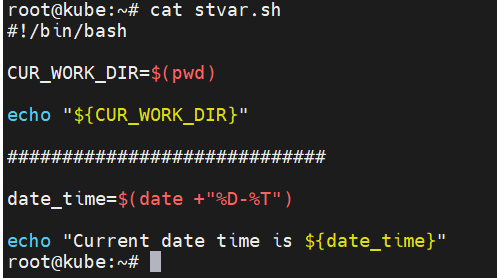 root@kube:~# cat stvar.sh
#!/bin/bash
CUR_WORK_DIR=$(pwd)
echo "${CUR_WORK_DIR}"
#############################
date_time=$(date +"%D-%T")
echo "Current date time is ${date_time}"
root@kube:~#